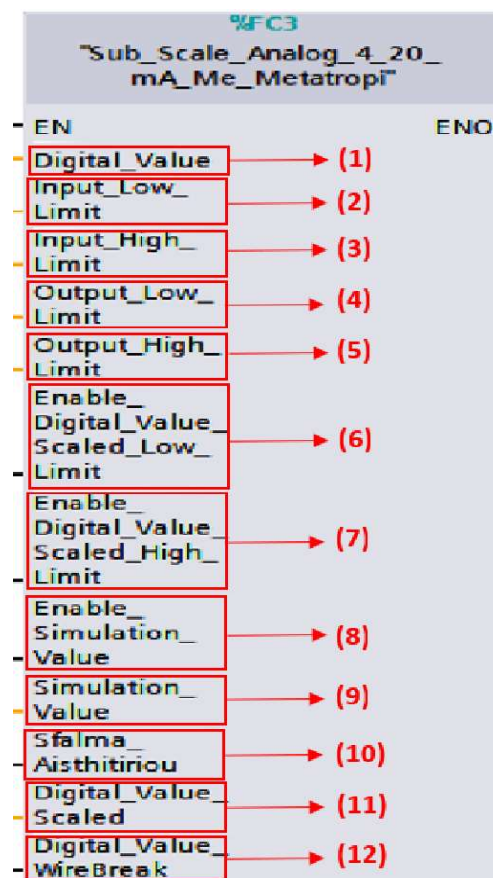 %FC3
"Sub_Scale_Analog_4_20_
mA_Me_Metatropi"
EN ENO
Digital_Value (1)
Input_Low_
Limit (2)
Input_High_
Limit (3)
Output_Low_
Limit (4)
Output_High_
Limit (5)
Enable_
Digital_Value_
Scaled_Low_
Limit (6)
Enable_
Digital_Value_
Scaled_High_
Limit (7)
Enable_
Simulation_
Value (8)
Simulation_
Value (9)
Sfalma_
Aisthitiriou (10)
Digital_Value_
Scaled (11)
Digital_Value_
WireBreak (12)